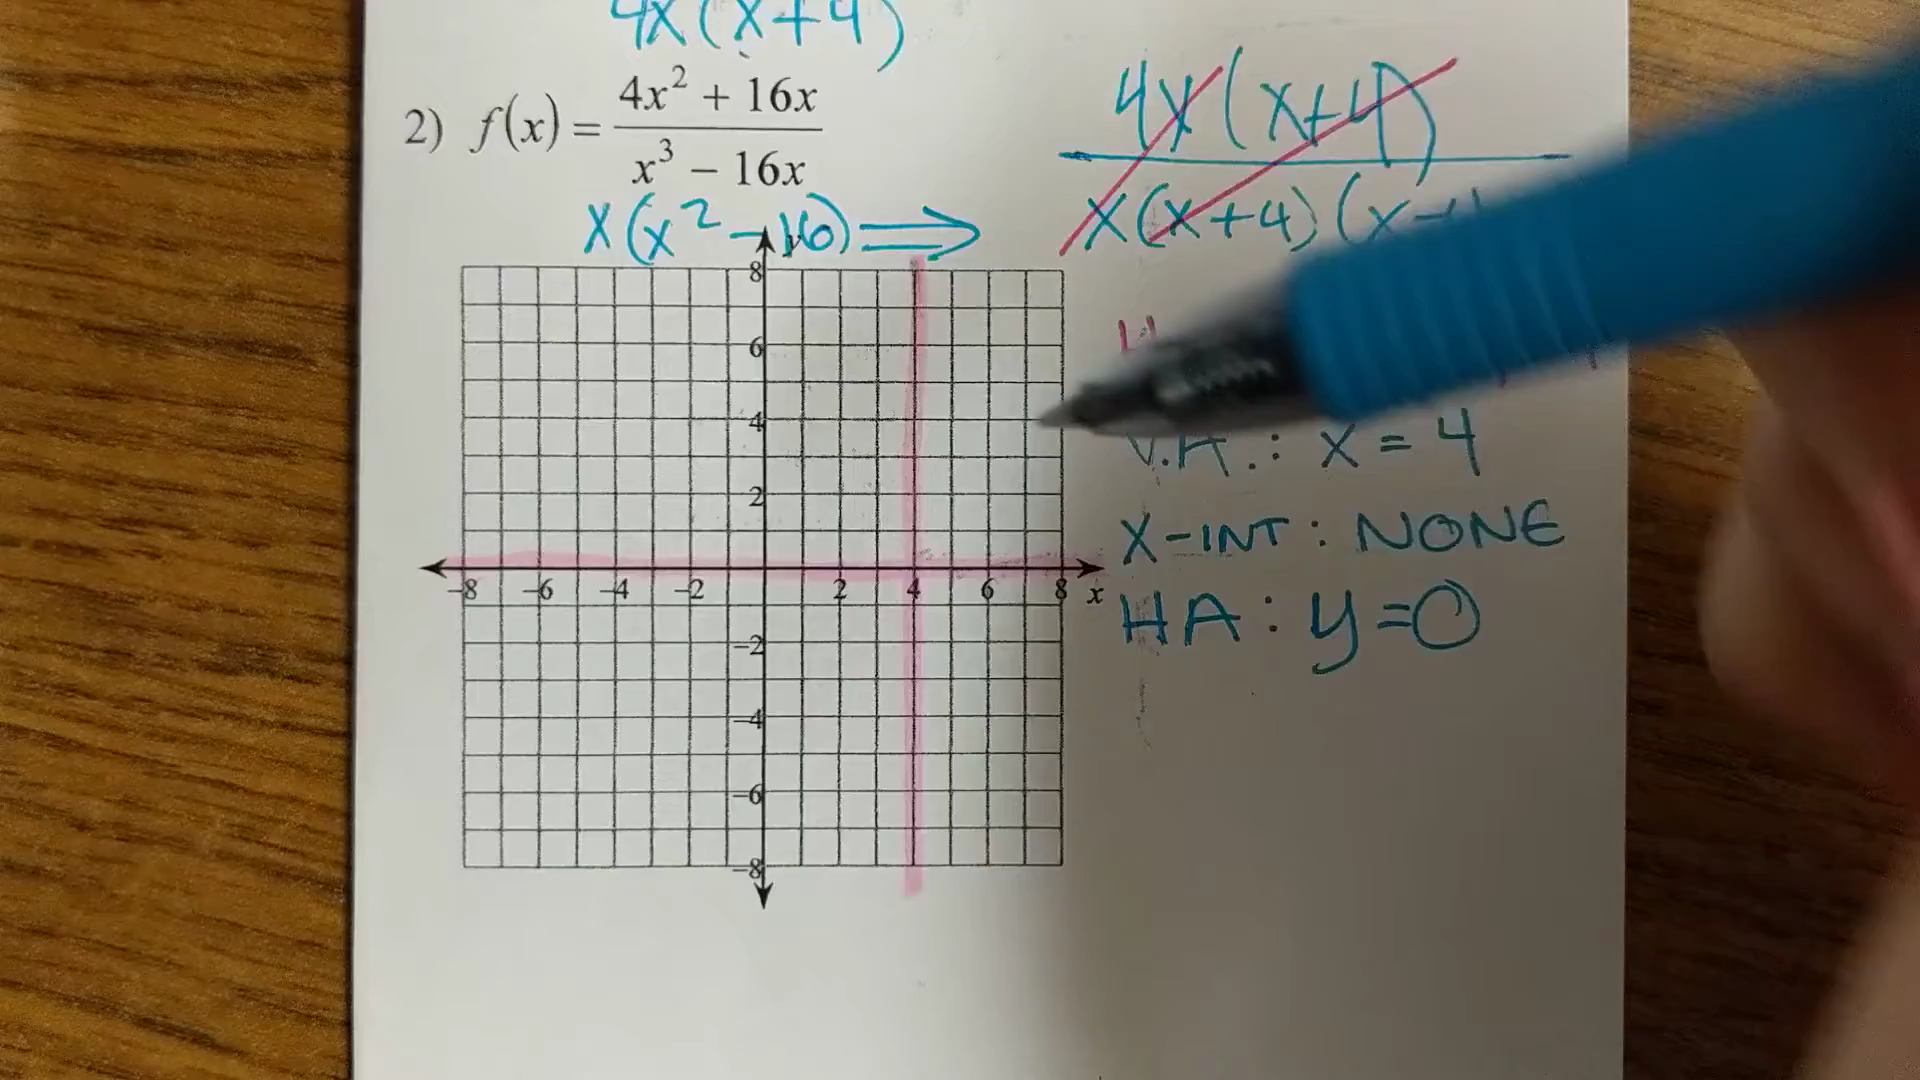 4x(x+4)
2) f(x) = (4x² + 16x)/(x³ − 16x)
4x(x+4)
x(x+4)(x-
x(x²-16) ⇒
y
8
6
4
2
-8 -6 -4 -2 2 4 6 8 x
-2
-4
-6
-8
V.A.: x = 4
X-INT: NONE
HA: y=0